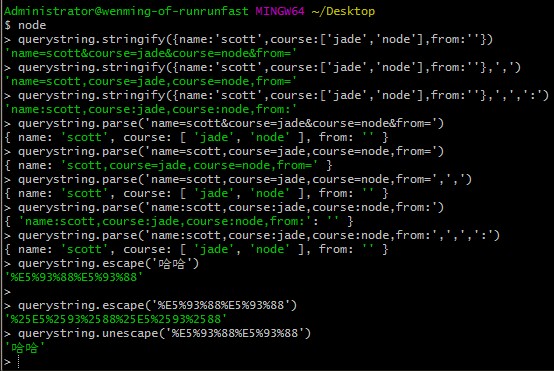 Administrator@wenming-of-runrunfast MINGW64 ~/Desktop
$ node
> querystring.stringify({name:'scott',course:['jade','node'],from:''})
'name=scott&course=jade&course=node&from='
> querystring.stringify({name:'scott',course:['jade','node'],from:''},',')
'name=scott,course=jade,course=node,from='
> querystring.stringify({name:'scott',course:['jade','node'],from:''},',',':')
'name:scott,course:jade,course:node,from:'
> querystring.parse('name=scott&course=jade&course=node&from=')
{ name: 'scott', course: [ 'jade', 'node' ], from: '' }
> querystring.parse('name=scott,course=jade,course=node,from=')
{ name: 'scott,course=jade,course=node,from=' }
> querystring.parse('name=scott,course=jade,course=node,from=',',')
{ name: 'scott', course: [ 'jade', 'node' ], from: '' }
> querystring.parse('name:scott,course:jade,course:node,from:')
{ 'name:scott,course:jade,course:node,from:': '' }
> querystring.parse('name:scott,course:jade,course:node,from:',',',':')
{ name: 'scott', course: [ 'jade', 'node' ], from: '' }
> querystring.escape('哈哈')
'%E5%93%88%E5%93%88'
>
> querystring.escape('%E5%93%88%E5%93%88')
'%25E5%2593%2588%25E5%2593%2588'
> querystring.unescape('%E5%93%88%E5%93%88')
'哈哈'
>